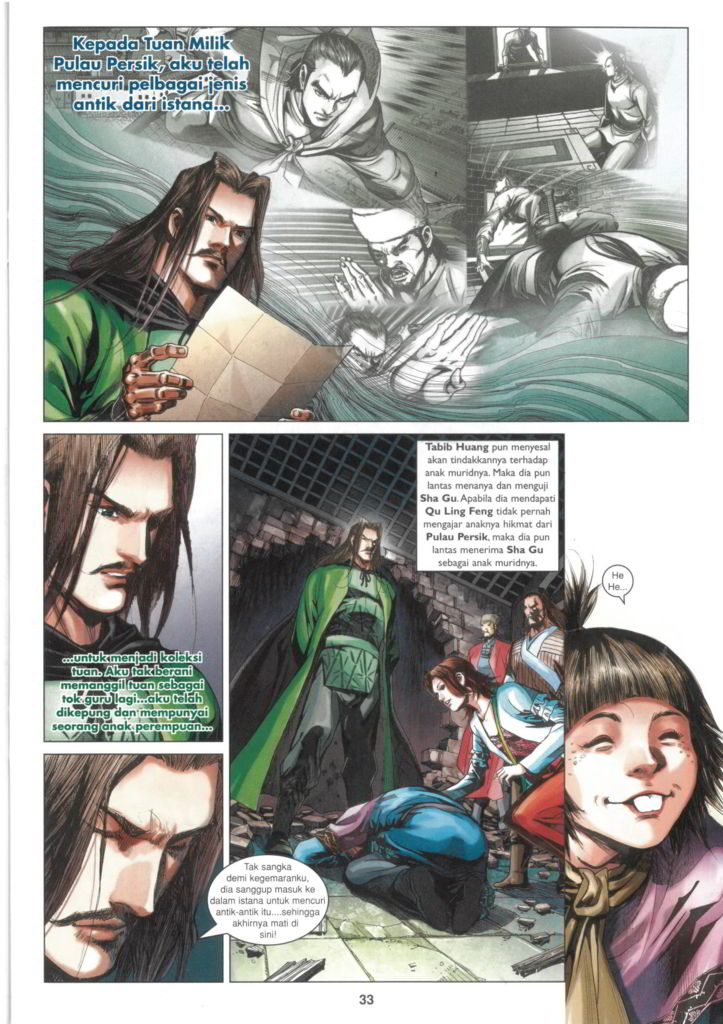 Kepada Tuan Milik
Pulau Persik, aku telah
mencuri pelbagai jenis
antik dari istana...
...untuk menjadi koleksi
tuan. Aku tak berani
memanggil tuan sebagai
tok guru lagi...aku telah
dikepung dan mempunyai
seorang anak perempuan...
Tabib Huang pun menyesal
akan tindakkannya terhadap
anak muridnya. Maka dia pun
lantas menanya dan menguji
Sha Gu. Apabila dia mendapati
Qu Ling Feng tidak pernah
mengajar anaknya hikmat dari
Pulau Persik, maka dia pun
lantas menerima Sha Gu
sebagai anak muridnya.
He
He...
Tak sangka
demi kegemaranku,
dia sanggup masuk ke
dalam istana untuk mencuri
antik-antik itu....sehingga
akhirnya mati di
sini!
33